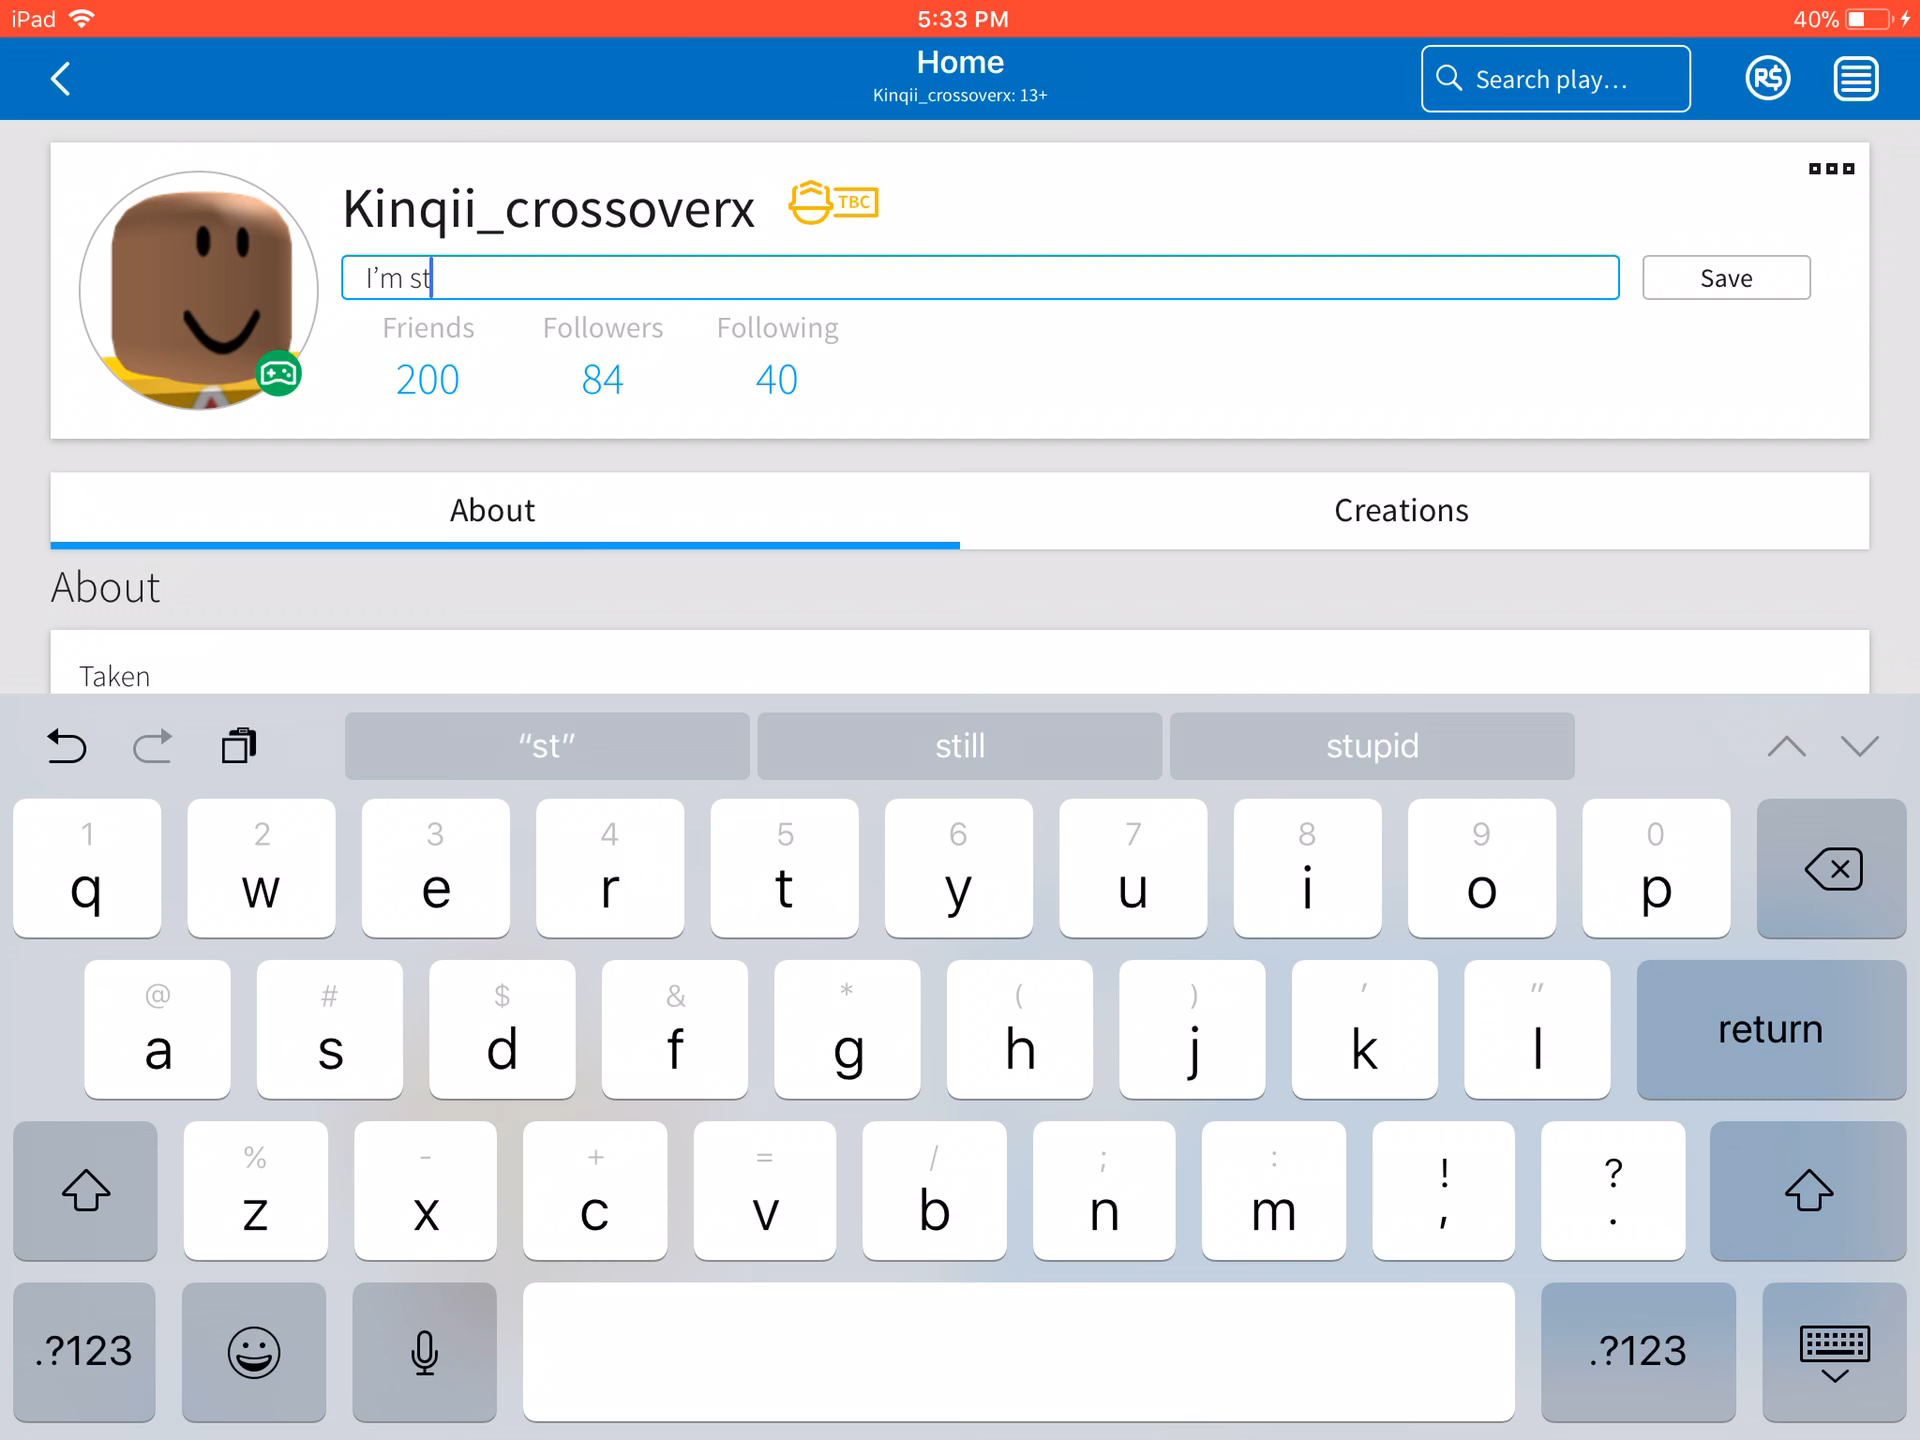 iPad 5:33 PM 40%
Home
Kinqii_crossoverx: 13+
Search play...
R$
Kinqii_crossoverx TBC
I'm st
Save
Friends Followers Following
200 84 40
About Creations
About
Taken
“st” still stupid
1 2 3 4 5 6 7 8 9 0
q w e r t y u i o p
@ # $ & * ( ) ' "
a s d f g h j k l return
% - + = / ; : ! ?
z x c v b n m , .
.?123 .?123